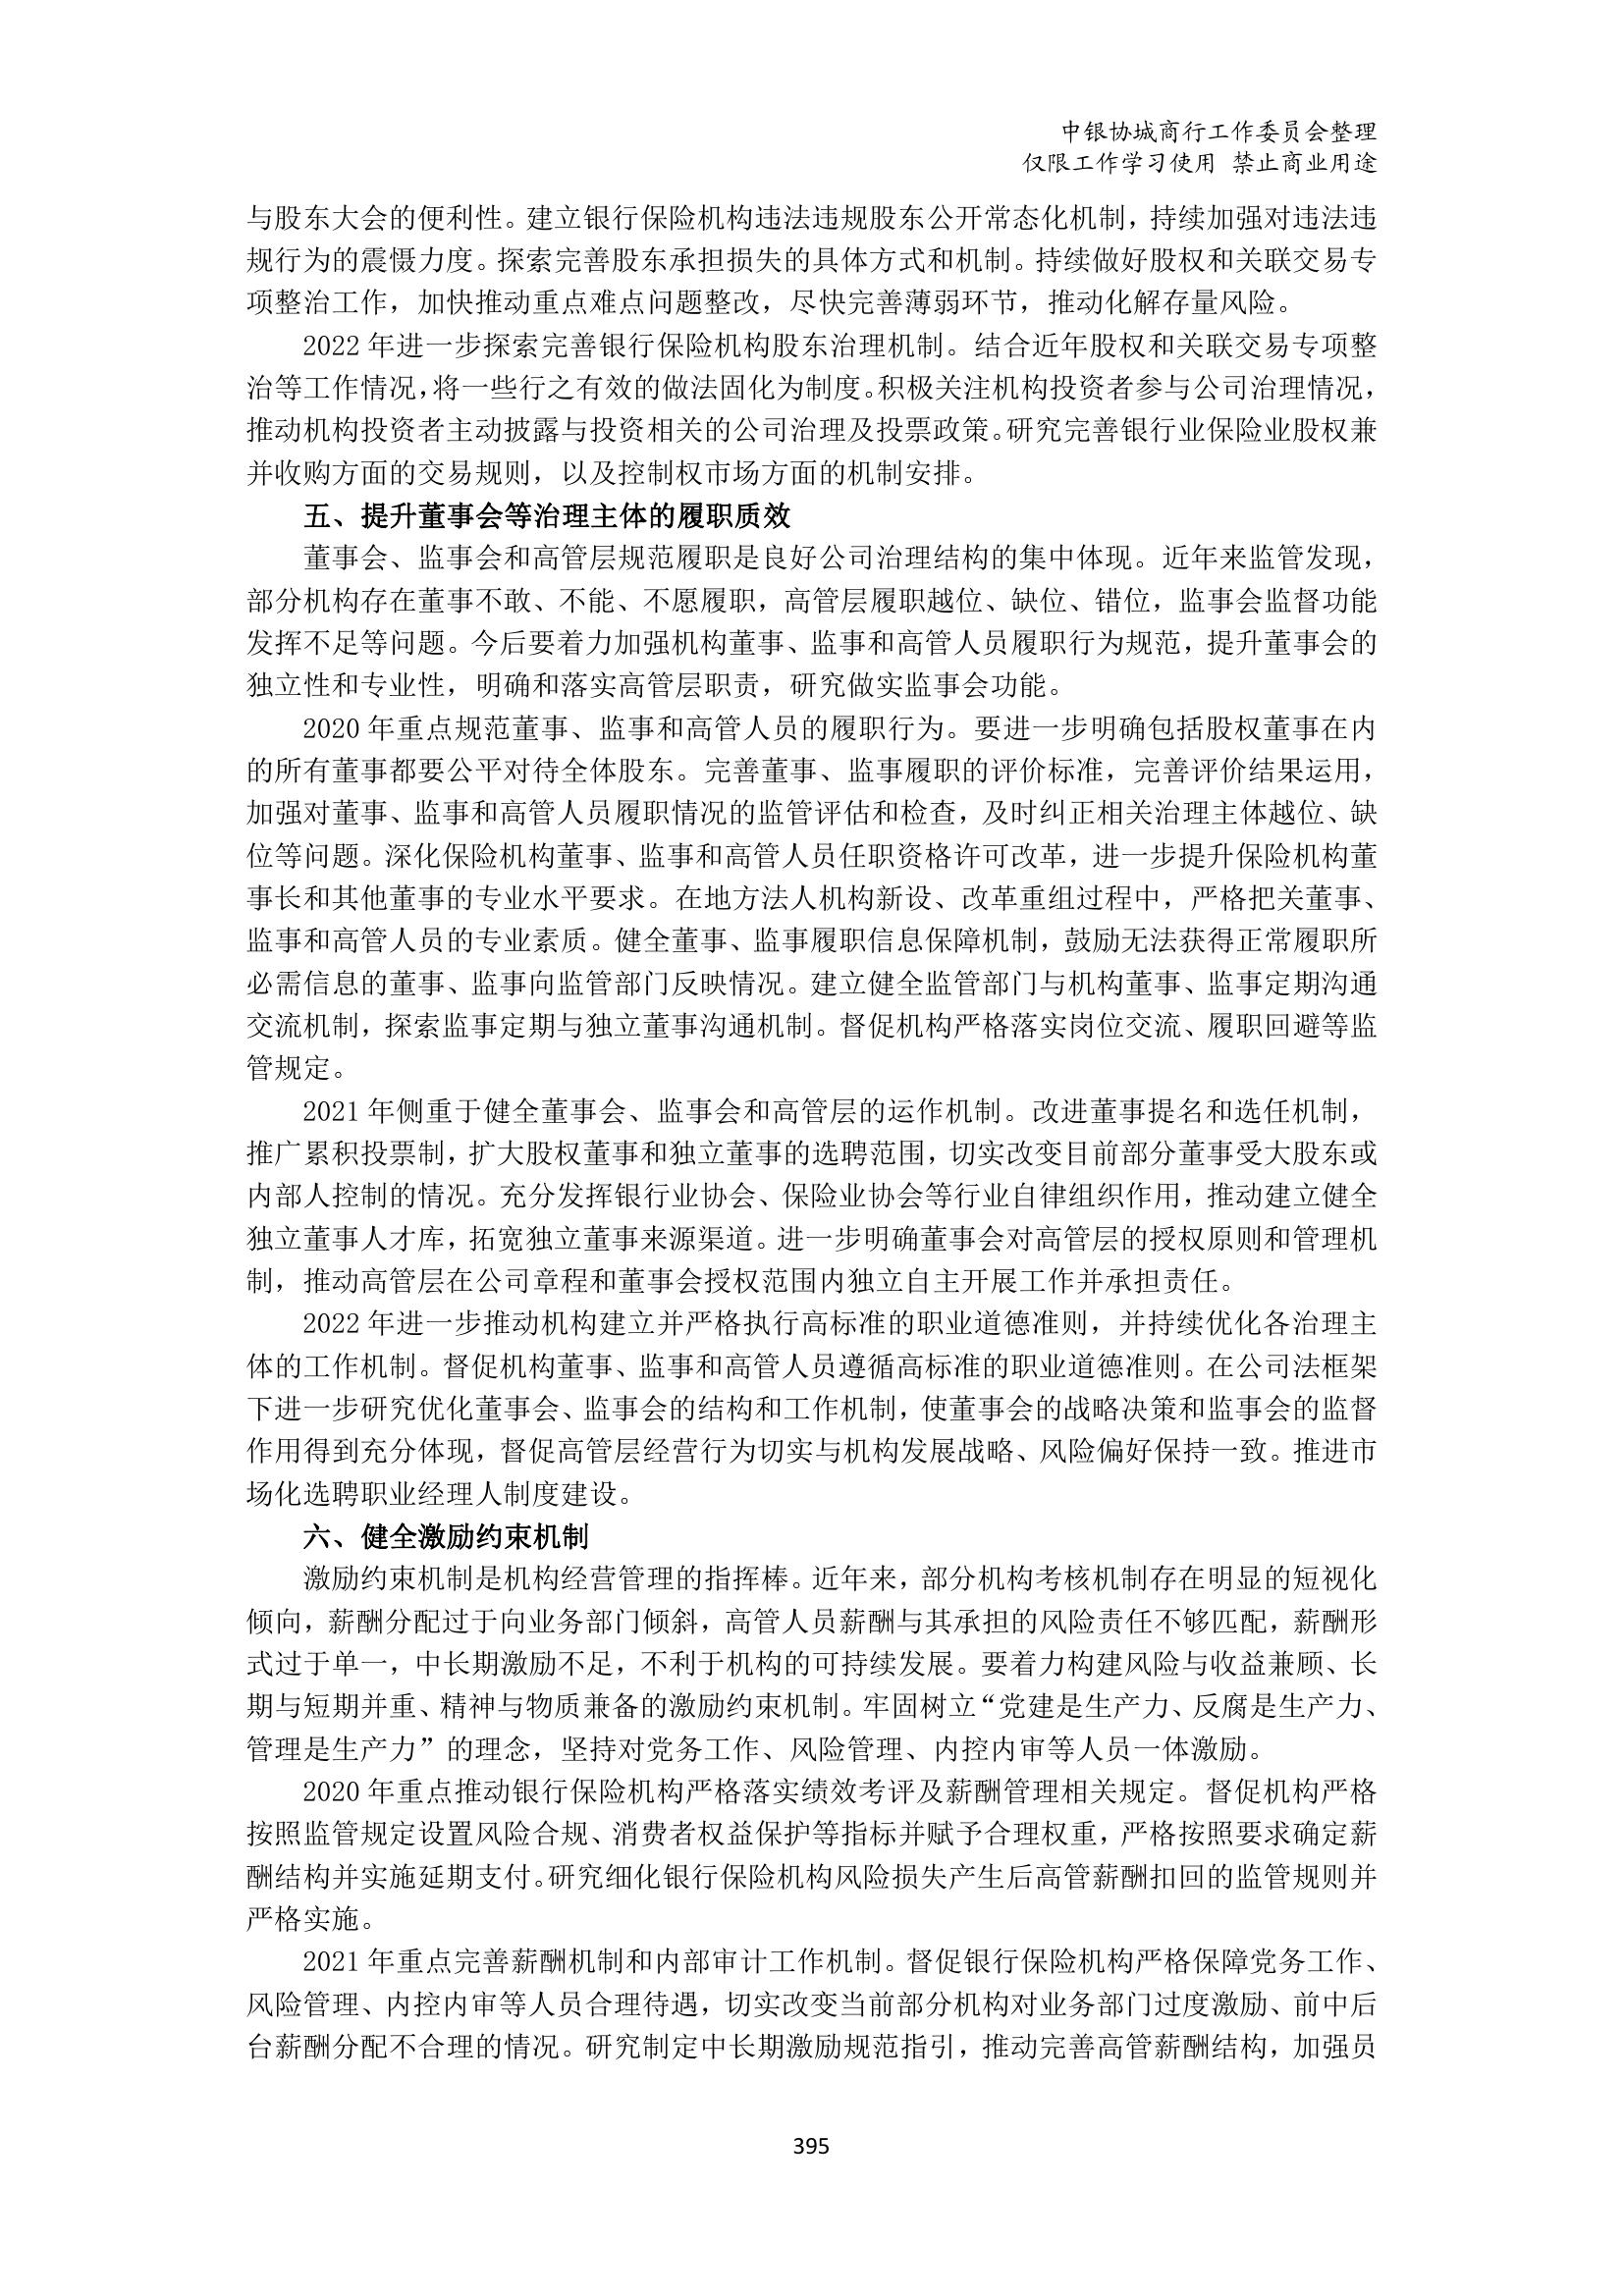 中银协城商行工作委员会整理
仅限工作学习使用 禁止商业用途
与股东大会的便利性。建立银行保险机构违法违规股东公开常态化机制，持续加强对违法违
规行为的震慑力度。探索完善股东承担损失的具体方式和机制。持续做好股权和关联交易专
项整治工作，加快推动重点难点问题整改，尽快完善薄弱环节，推动化解存量风险。
2022 年进一步探索完善银行保险机构股东治理机制。结合近年股权和关联交易专项整
治等工作情况，将一些行之有效的做法固化为制度。积极关注机构投资者参与公司治理情况，
推动机构投资者主动披露与投资相关的公司治理及投票政策。研究完善银行业保险业股权兼
并收购方面的交易规则，以及控制权市场方面的机制安排。
五、提升董事会等治理主体的履职质效
董事会、监事会和高管层规范履职是良好公司治理结构的集中体现。近年来监管发现，
部分机构存在董事不敢、不能、不愿履职，高管层履职越位、缺位、错位，监事会监督功能
发挥不足等问题。今后要着力加强机构董事、监事和高管人员履职行为规范，提升董事会的
独立性和专业性，明确和落实高管层职责，研究做实监事会功能。
2020 年重点规范董事、监事和高管人员的履职行为。要进一步明确包括股权董事在内
的所有董事都要公平对待全体股东。完善董事、监事履职的评价标准，完善评价结果运用，
加强对董事、监事和高管人员履职情况的监管评估和检查，及时纠正相关治理主体越位、缺
位等问题。深化保险机构董事、监事和高管人员任职资格许可改革，进一步提升保险机构董
事长和其他董事的专业水平要求。在地方法人机构新设、改革重组过程中，严格把关董事、
监事和高管人员的专业素质。健全董事、监事履职信息保障机制，鼓励无法获得正常履职所
必需信息的董事、监事向监管部门反映情况。建立健全监管部门与机构董事、监事定期沟通
交流机制，探索监事定期与独立董事沟通机制。督促机构严格落实岗位交流、履职回避等监
管规定。
2021 年侧重于健全董事会、监事会和高管层的运作机制。改进董事提名和选任机制，
推广累积投票制，扩大股权董事和独立董事的选聘范围，切实改变目前部分董事受大股东或
内部人控制的情况。充分发挥银行业协会、保险业协会等行业自律组织作用，推动建立健全
独立董事人才库，拓宽独立董事来源渠道。进一步明确董事会对高管层的授权原则和管理机
制，推动高管层在公司章程和董事会授权范围内独立自主开展工作并承担责任。
2022 年进一步推动机构建立并严格执行高标准的职业道德准则，并持续优化各治理主
体的工作机制。督促机构董事、监事和高管人员遵循高标准的职业道德准则。在公司法框架
下进一步研究优化董事会、监事会的结构和工作机制，使董事会的战略决策和监事会的监督
作用得到充分体现，督促高管层经营行为切实与机构发展战略、风险偏好保持一致。推进市
场化选聘职业经理人制度建设。
六、健全激励约束机制
激励约束机制是机构经营管理的指挥棒。近年来，部分机构考核机制存在明显的短视化
倾向，薪酬分配过于向业务部门倾斜，高管人员薪酬与其承担的风险责任不够匹配，薪酬形
式过于单一，中长期激励不足，不利于机构的可持续发展。要着力构建风险与收益兼顾、长
期与短期并重、精神与物质兼备的激励约束机制。牢固树立“党建是生产力、反腐是生产力、
管理是生产力”的理念，坚持对党务工作、风险管理、内控内审等人员一体激励。
2020 年重点推动银行保险机构严格落实绩效考评及薪酬管理相关规定。督促机构严格
按照监管规定设置风险合规、消费者权益保护等指标并赋予合理权重，严格按照要求确定薪
酬结构并实施延期支付。研究细化银行保险机构风险损失产生后高管薪酬扣回的监管规则并
严格实施。
2021 年重点完善薪酬机制和内部审计工作机制。督促银行保险机构严格保障党务工作、
风险管理、内控内审等人员合理待遇，切实改变当前部分机构对业务部门过度激励、前中后
台薪酬分配不合理的情况。研究制定中长期激励规范指引，推动完善高管薪酬结构，加强员
395